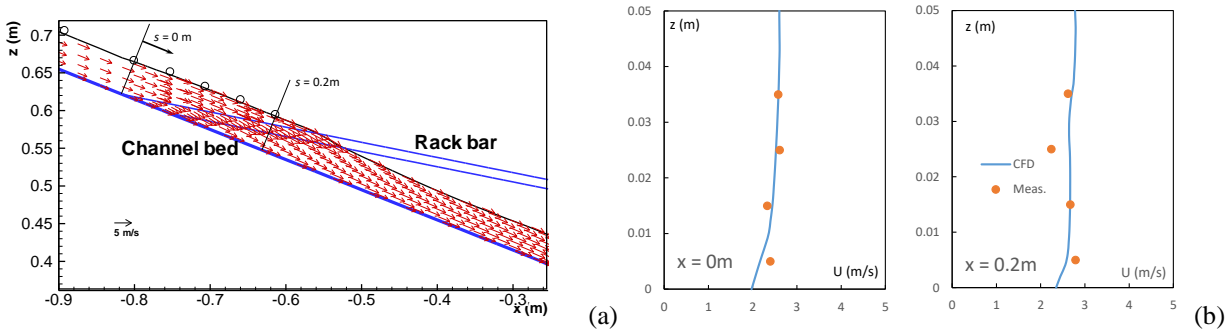 z (m)
0.7
0.65
0.6
0.55
0.5
0.45
0.4
s = 0 m
s = 0.2m
Channel bed
Rack bar
5 m/s
-0.9
-0.8
-0.7
-0.6
-0.5
-0.4
-0.3
x (m)
(a)
0.05
0.04
0.03
0.02
0.01
0.00
z (m)
x = 0m
U (m/s)
0
1
2
3
4
5
0.05
0.04
0.03
0.02
0.01
0.00
z (m)
CFD
Meas.
x = 0.2m
U (m/s)
0
1
2
3
4
5
(b)